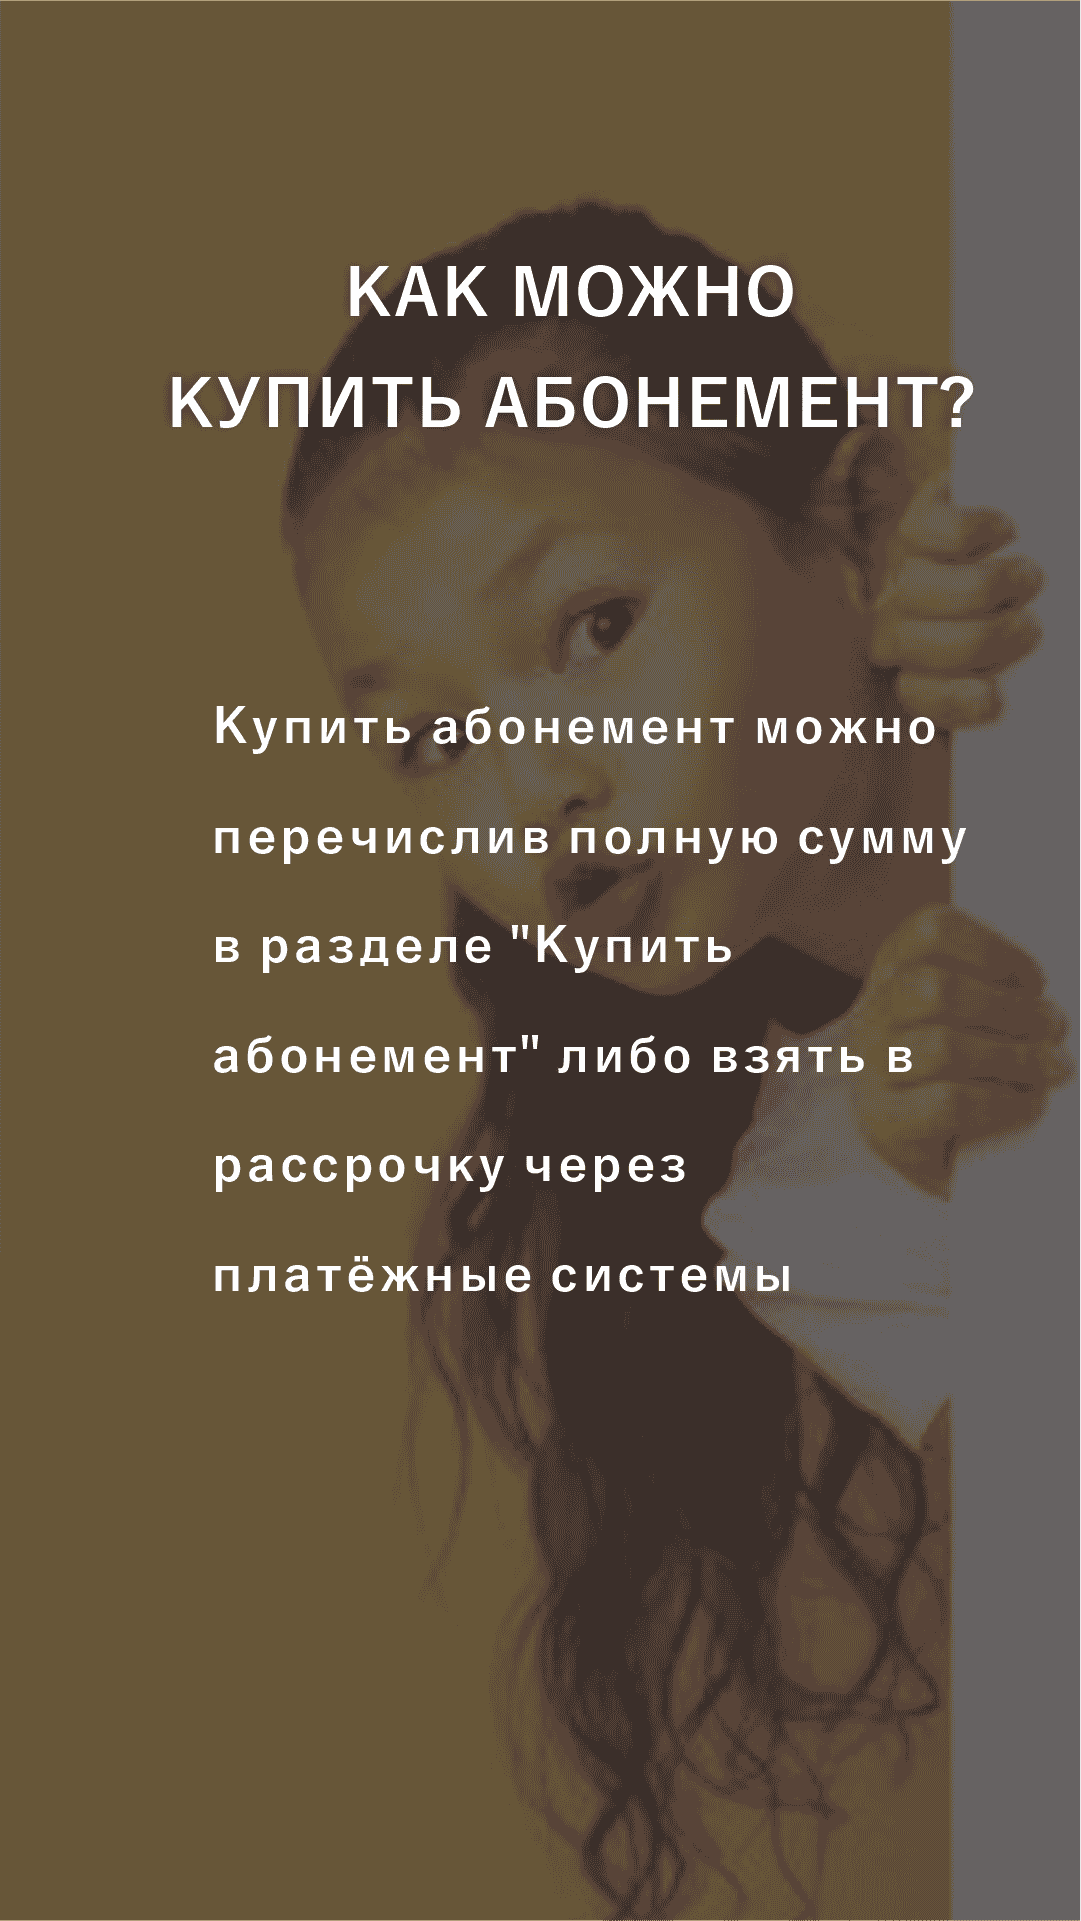 КАК МОЖНО
КУПИТЬ АБОНЕМЕНТ?
Купить абонемент можно
перечислив полную сумму
в разделе "Купить
абонемент" либо взять в
рассрочку через
платёжные системы